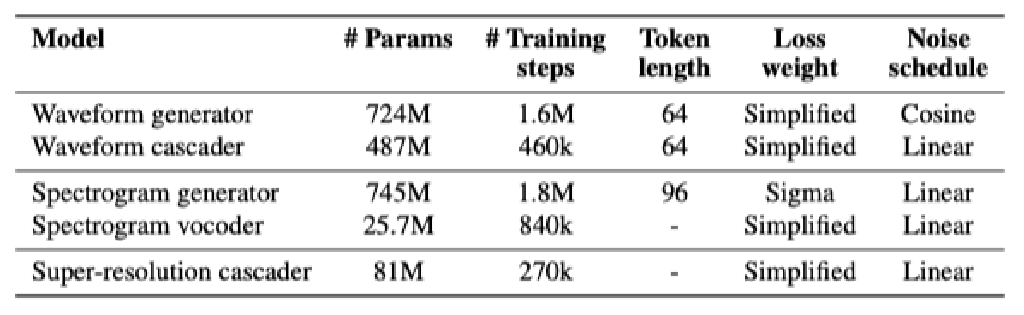 Model # Params # Training steps Token length Loss weight Noise schedule
Waveform generator 724M 1.6M 64 Simplified Cosine
Waveform cascader 487M 460k 64 Simplified Linear
Spectrogram generator 745M 1.8M 96 Sigma Linear
Spectrogram vocoder 25.7M 840k - Simplified Linear
Super-resolution cascader 81M 270k - Simplified Linear